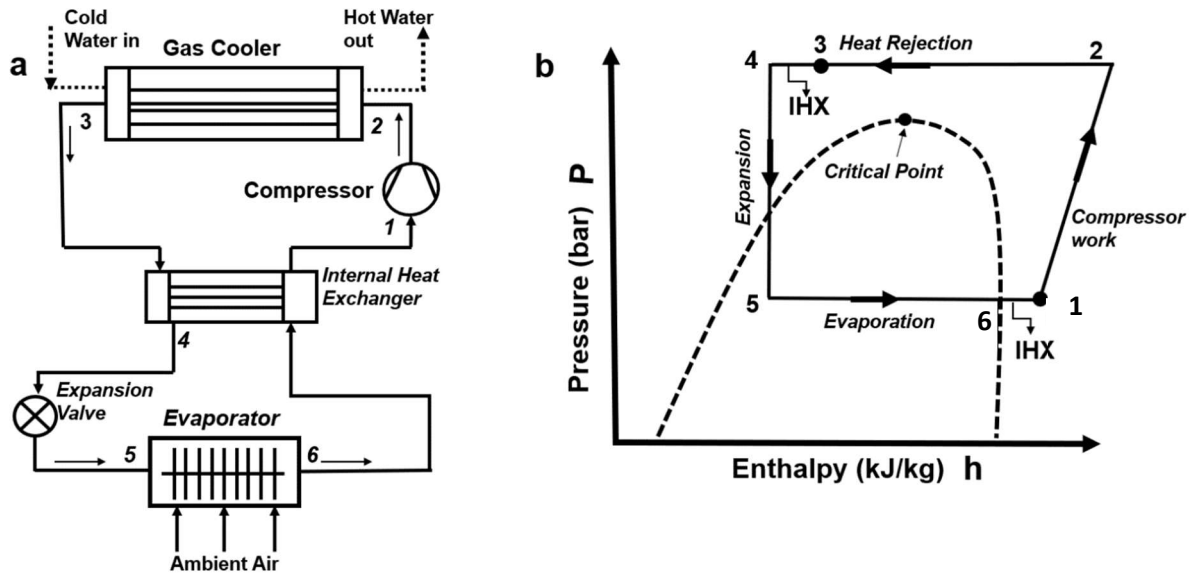 a
Cold
Water in
Gas Cooler
Hot Water
out
3
2
Compressor
1
Internal Heat
Exchanger
4
Expansion
Valve
Evaporator
5
6
Ambient Air
b
4
3
Heat Rejection
2
IHX
Critical Point
Expansion
Compressor
work
5
Evaporation
6
1
IHX
Pressure (bar) P
Enthalpy (kJ/kg) h